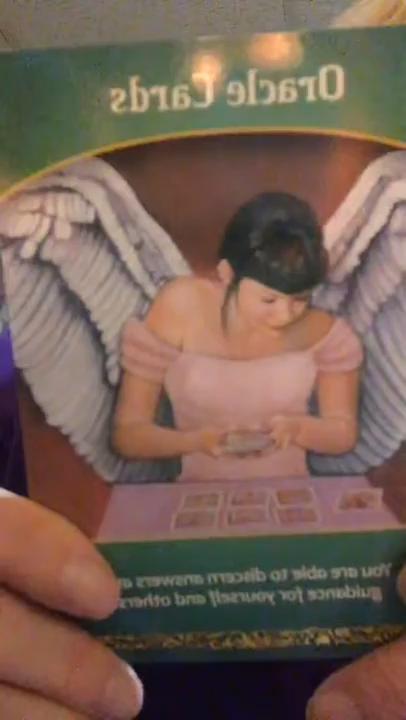 Oracle Cards
You are able to discern answers
guidance for yourself and others